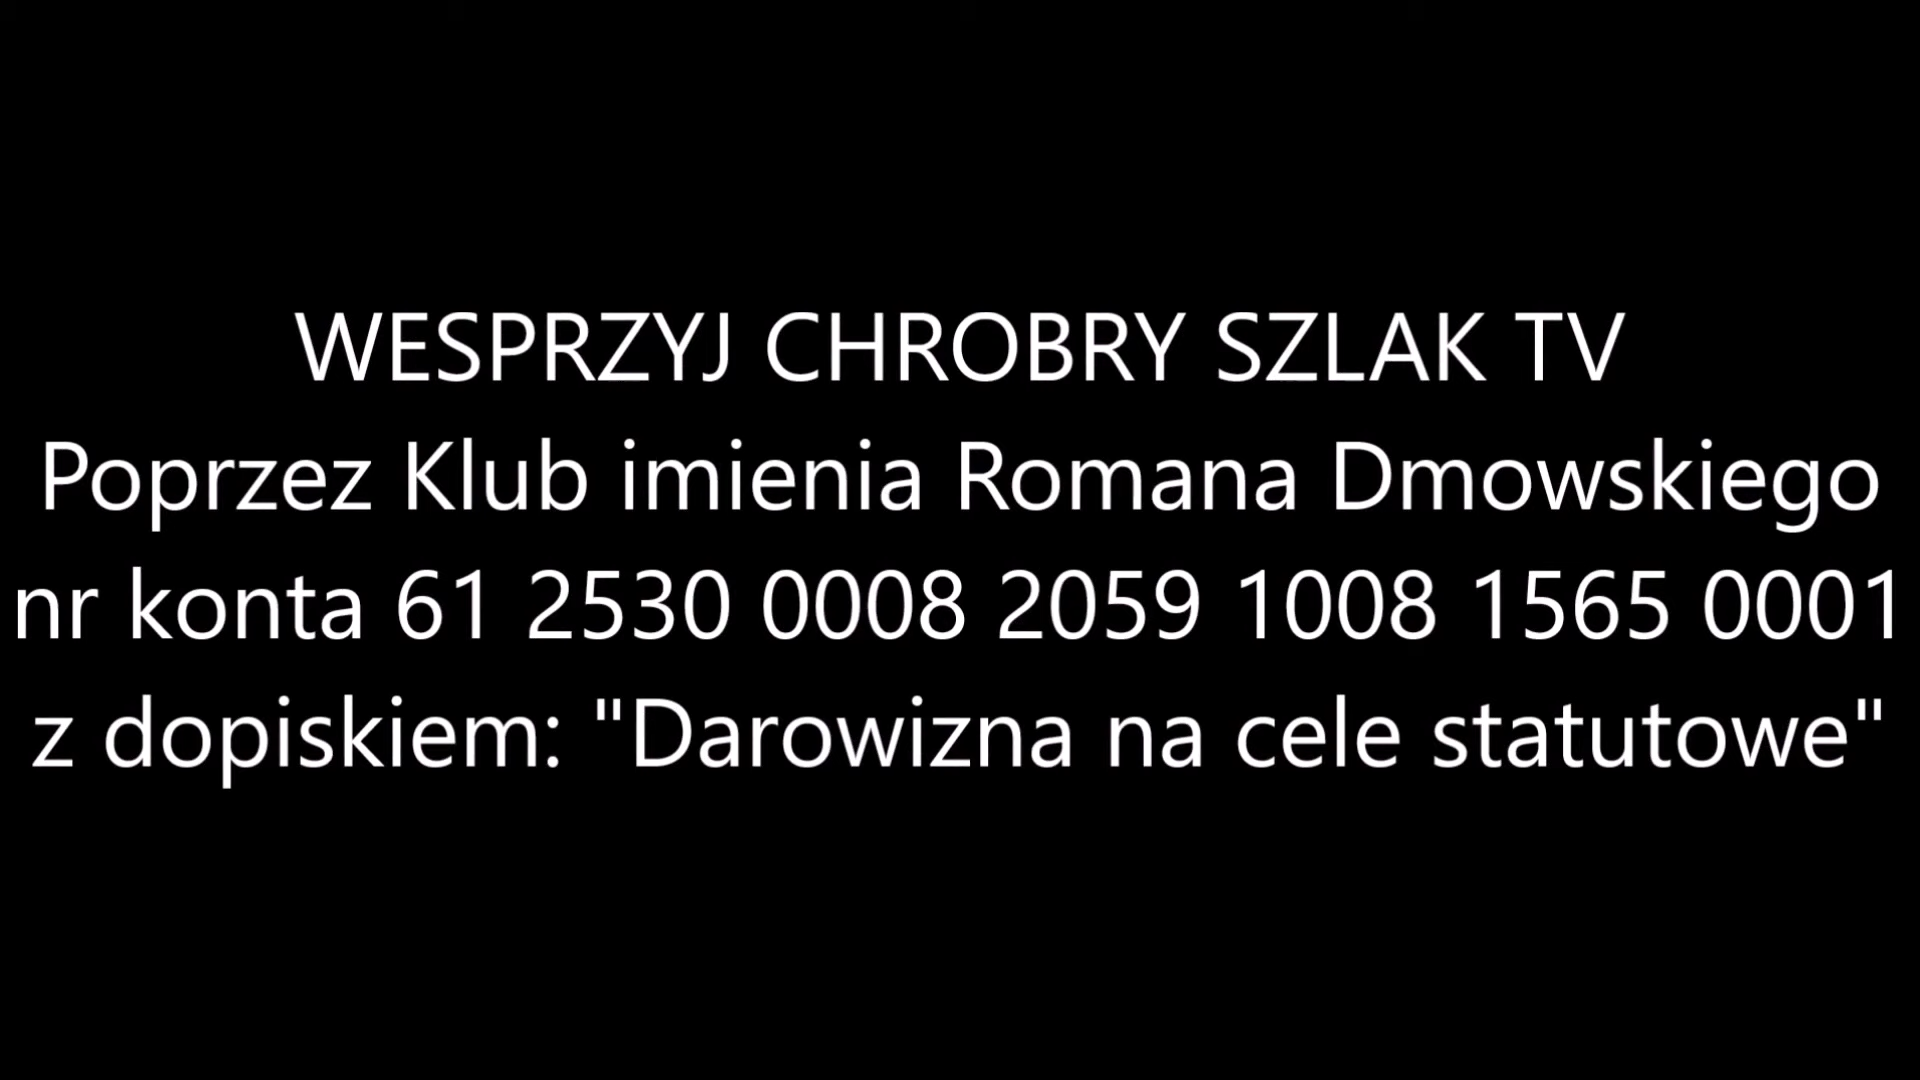 WESPRZYJ CHROBRY SZLAK TV
Poprzez Klub imienia Romana Dmowskiego
nr konta 61 2530 0008 2059 1008 1565 0001
z dopiskiem: "Darowizna na cele statutowe"